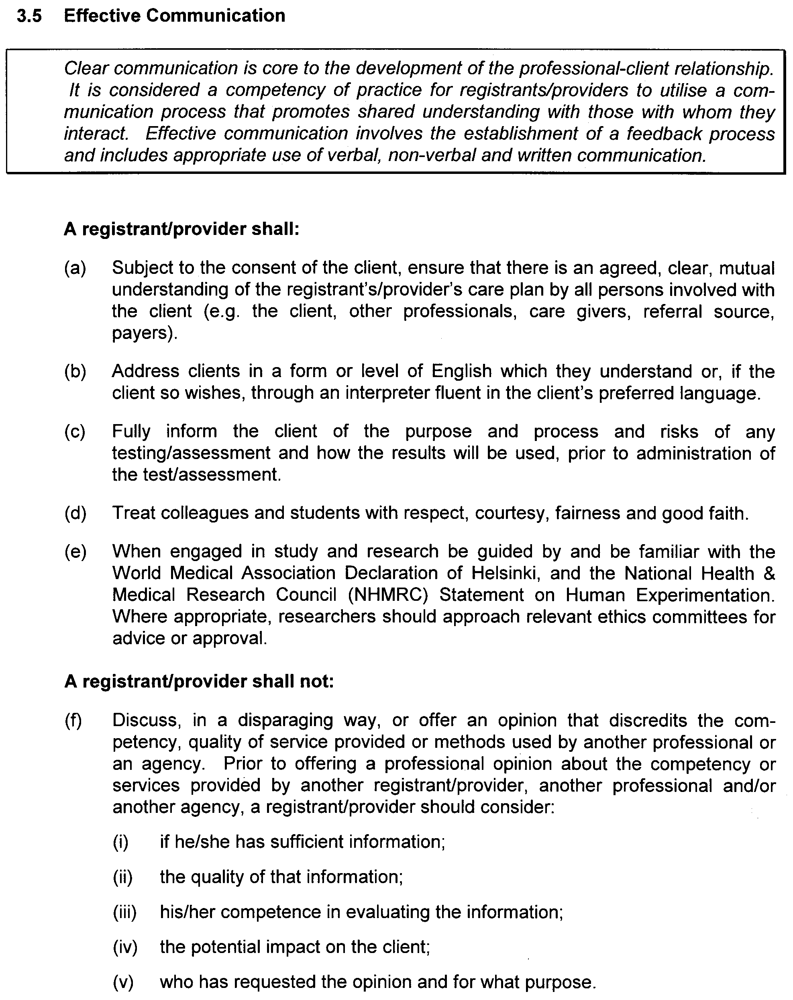 3.5 Effective Communication
Clear communication is core to the development of the professional-client relationship.
It is considered a competency of practice for registrants/providers to utilise a com-
munication process that promotes shared understanding with those with whom they
interact. Effective communication involves the establishment of a feedback process
and includes appropriate use of verbal, non-verbal and written communication.
A registrant/provider shall:
(a) Subject to the consent of the client, ensure that there is an agreed, clear, mutual
understanding of the registrant's/provider's care plan by all persons involved with
the client (e.g. the client, other professionals, care givers, referral source,
payers).
(b) Address clients in a form or level of English which they understand or, if the
client so wishes, through an interpreter fluent in the client's preferred language.
(c) Fully inform the client of the purpose and process and risks of any
testing/assessment and how the results will be used, prior to administration of
the test/assessment.
(d) Treat colleagues and students with respect, courtesy, fairness and good faith.
(e) When engaged in study and research be guided by and be familiar with the
World Medical Association Declaration of Helsinki, and the National Health &
Medical Research Council (NHMRC) Statement on Human Experimentation.
Where appropriate, researchers should approach relevant ethics committees for
advice or approval.
A registrant/provider shall not:
(f) Discuss, in a disparaging way, or offer an opinion that discredits the com-
petency, quality of service provided or methods used by another professional or
an agency. Prior to offering a professional opinion about the competency or
services provided by another registrant/provider, another professional and/or
another agency, a registrant/provider should consider:
(i) if he/she has sufficient information;
(ii) the quality of that information;
(iii) his/her competence in evaluating the information;
(iv) the potential impact on the client;
(v) who has requested the opinion and for what purpose.